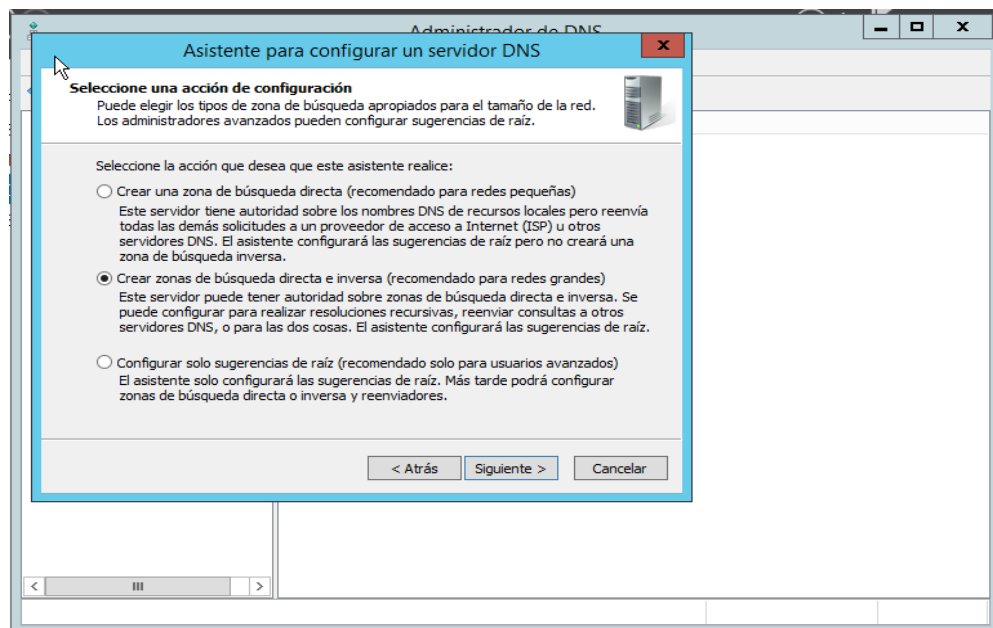 Administrador de DNS
Asistente para configurar un servidor DNS
Seleccione una acción de configuración
Puede elegir los tipos de zona de búsqueda apropiados para el tamaño de la red.
Los administradores avanzados pueden configurar sugerencias de raíz.
Seleccione la acción que desea que este asistente realice:
Crear una zona de búsqueda directa (recomendado para redes pequeñas)
Este servidor tiene autoridad sobre los nombres DNS de recursos locales pero reenvía
todas las demás solicitudes a un proveedor de acceso a Internet (ISP) u otros
servidores DNS. El asistente configurará las sugerencias de raíz pero no creará una
zona de búsqueda inversa.
Crear zonas de búsqueda directa e inversa (recomendado para redes grandes)
Este servidor puede tener autoridad sobre zonas de búsqueda directa e inversa. Se
puede configurar para realizar resoluciones recursivas, reenviar consultas a otros
servidores DNS, o para las dos cosas. El asistente configurará las sugerencias de raíz.
Configurar solo sugerencias de raíz (recomendado solo para usuarios avanzados)
El asistente solo configurará las sugerencias de raíz. Más tarde podrá configurar
zonas de búsqueda directa o inversa y reenviadores.
< Atrás Siguiente > Cancelar